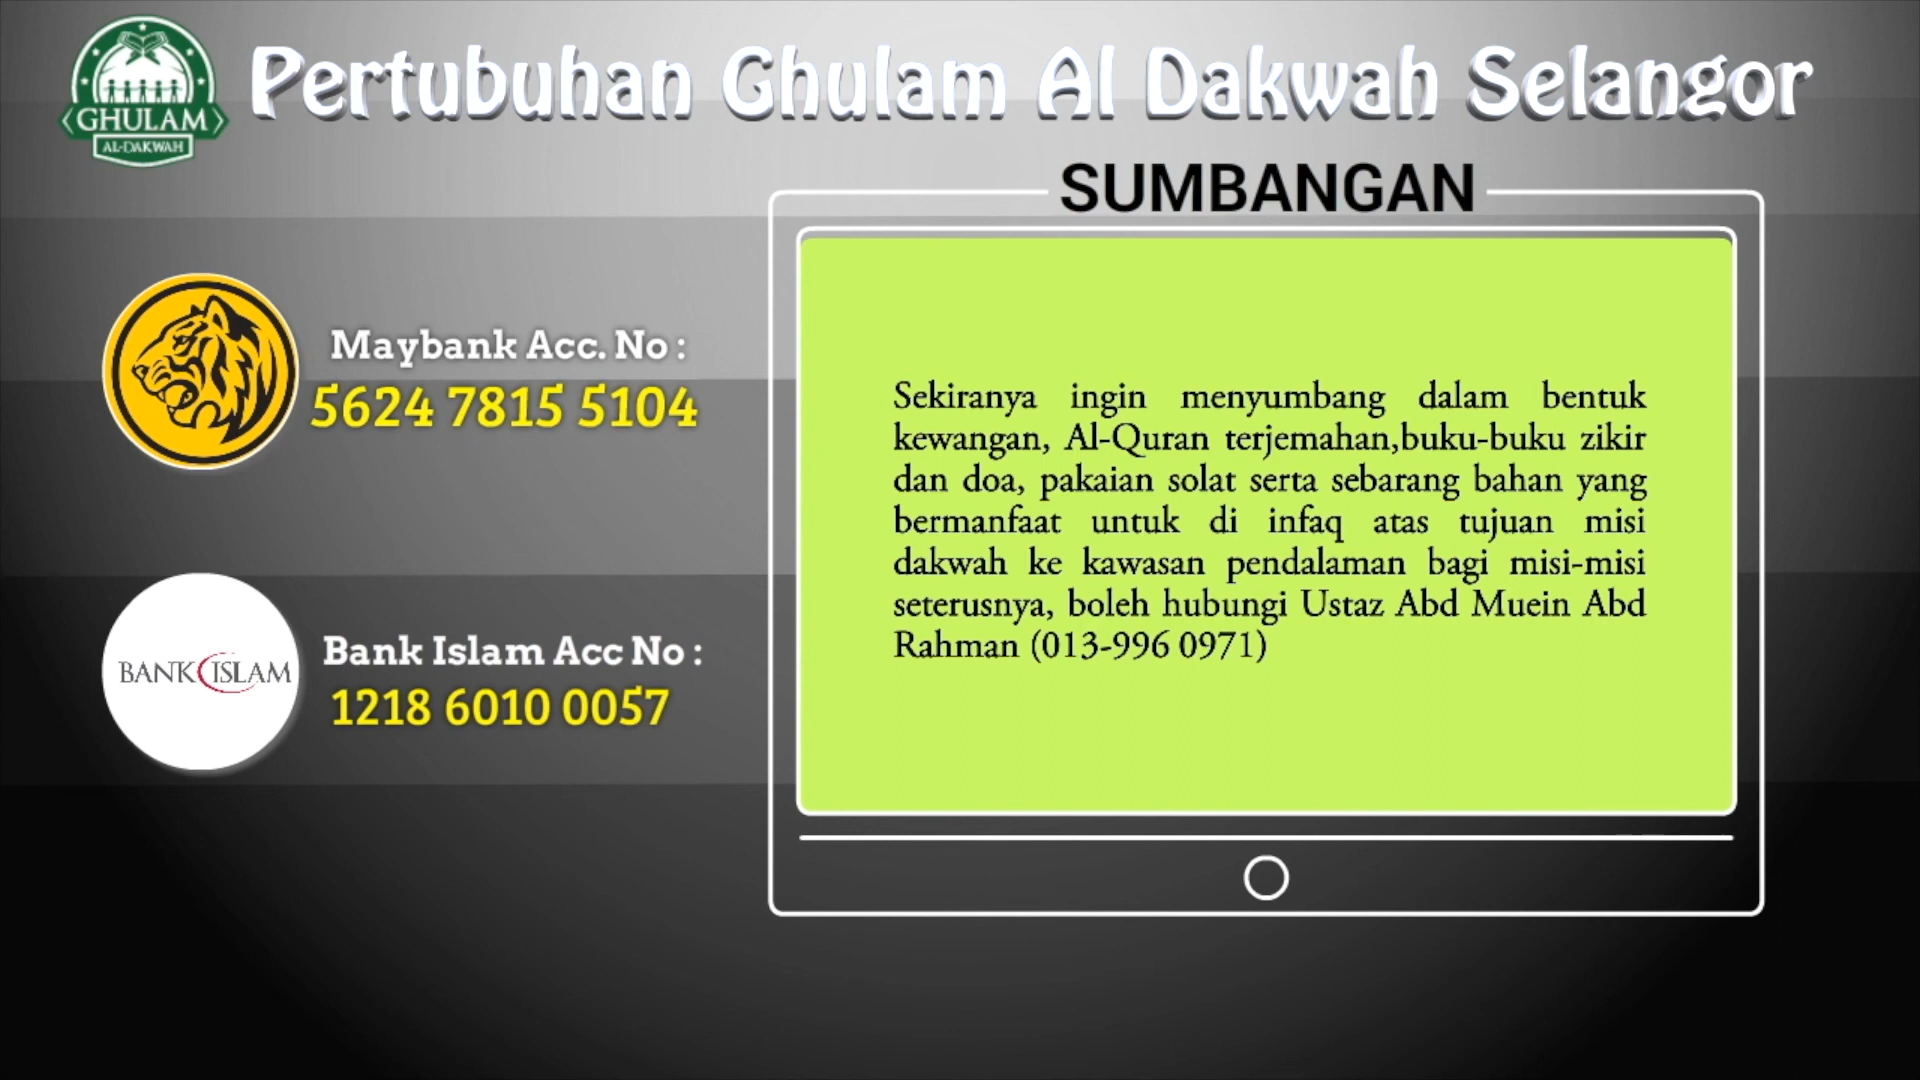 GHULAM
AL-DAKWAH
Pertubuhan Ghulam Al Dakwah Selangor
SUMBANGAN
Maybank Acc. No :
5624 7815 5104
BANK ISLAM
Bank Islam Acc No :
1218 6010 0057
Sekiranya ingin menyumbang dalam bentuk
kewangan, Al-Quran terjemahan,buku-buku zikir
dan doa, pakaian solat serta sebarang bahan yang
bermanfaat untuk di infaq atas tujuan misi
dakwah ke kawasan pendalaman bagi misi-misi
seterusnya, boleh hubungi Ustaz Abd Muein Abd
Rahman (013-996 0971)